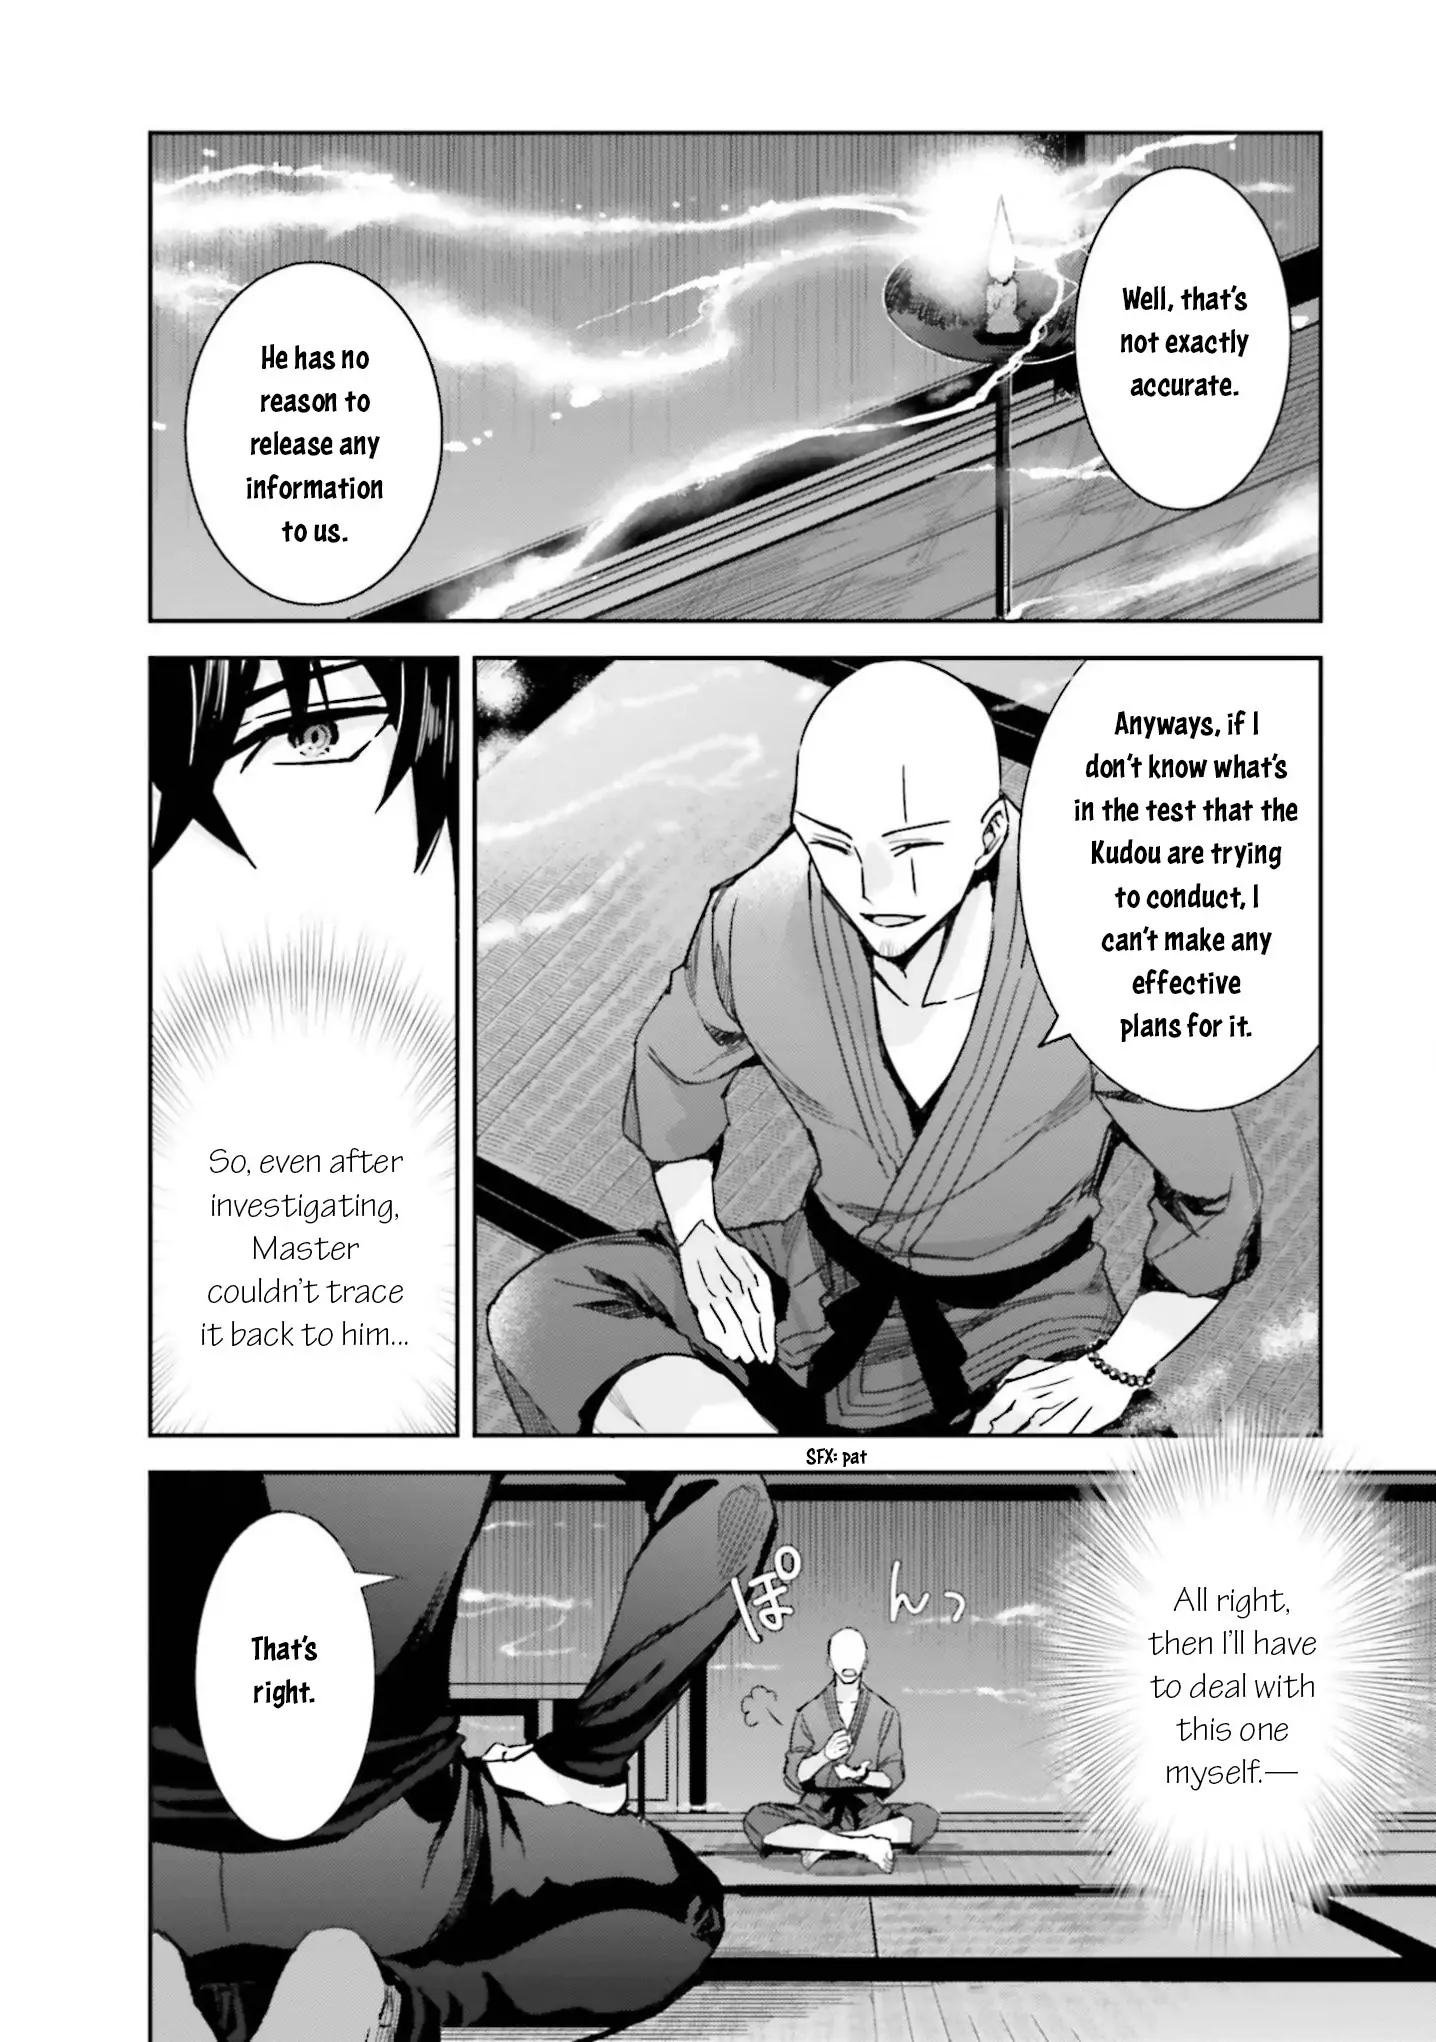 Well, that's
not exactly
accurate.
He has no
reason to
release any
information
to us.
Anyways, if I
don't know what's
in the test that the
Kudou are trying
to conduct, I
can't make any
effective
plans for it.
So, even after
investigating,
Master
couldn't trace
it back to him...
SFX: pat
ぽんっ
All right,
then I'll have
to deal with
this one
myself.—
That's
right.